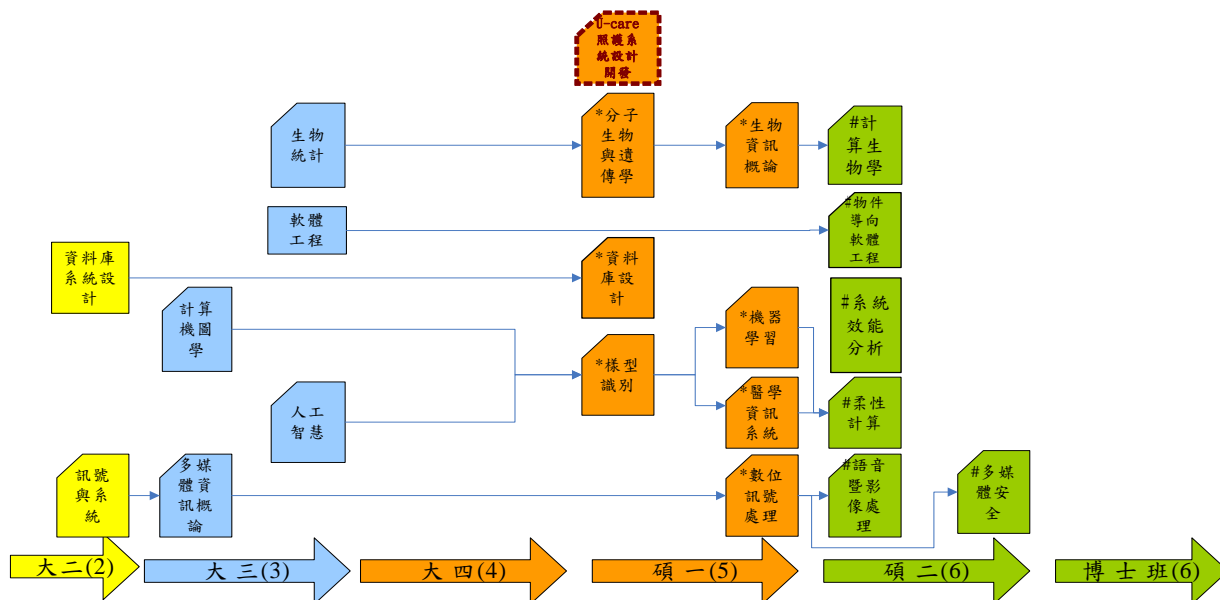 U-care
照護系
統設計
開發
生物
統計
*分子
生物
與遺
傳學
*生物
資訊
概論
#計
算生
物學
軟體
工程
#物件
導向
軟體
工程
資料庫
系統設
計
*資料
庫設
計
計算
機圖
學
*機器
學習
#系統
效能
分析
*樣型
識別
人工
智慧
*醫學
資訊
系統
#柔性
計算
訊號
與系
統
多媒
體資
訊概
論
*數位
訊號
處理
#語音
暨影
像處
理
#多媒
體安
全
大二(2)
大三(3)
大四(4)
碩一(5)
碩二(6)
博士班(6)